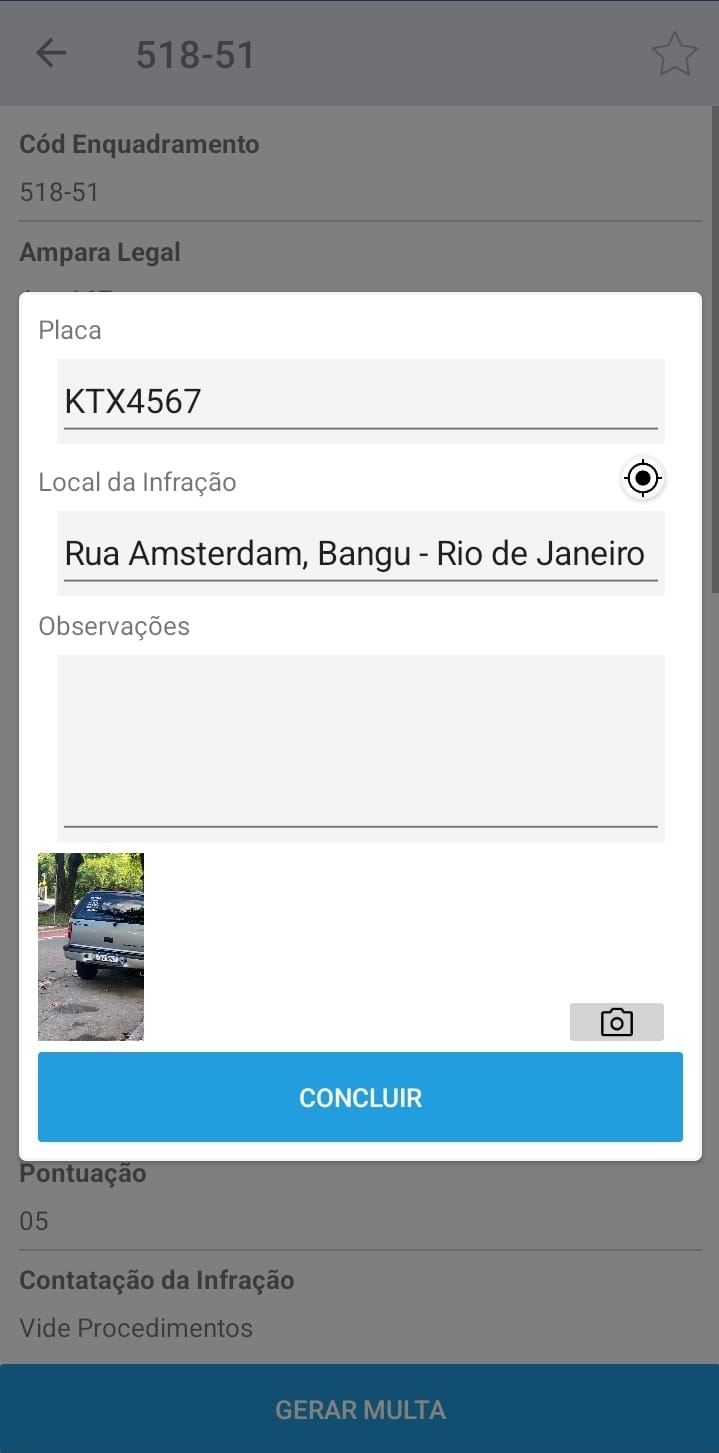 518-51
Cód Enquadramento
518-51
Ampara Legal
Placa
KTX4567
Local da Infração
Rua Amsterdam, Bangu - Rio de Janeiro
Observações
CONCLUIR
Pontuação
05
Contatação da Infração
Vide Procedimentos
GERAR MULTA